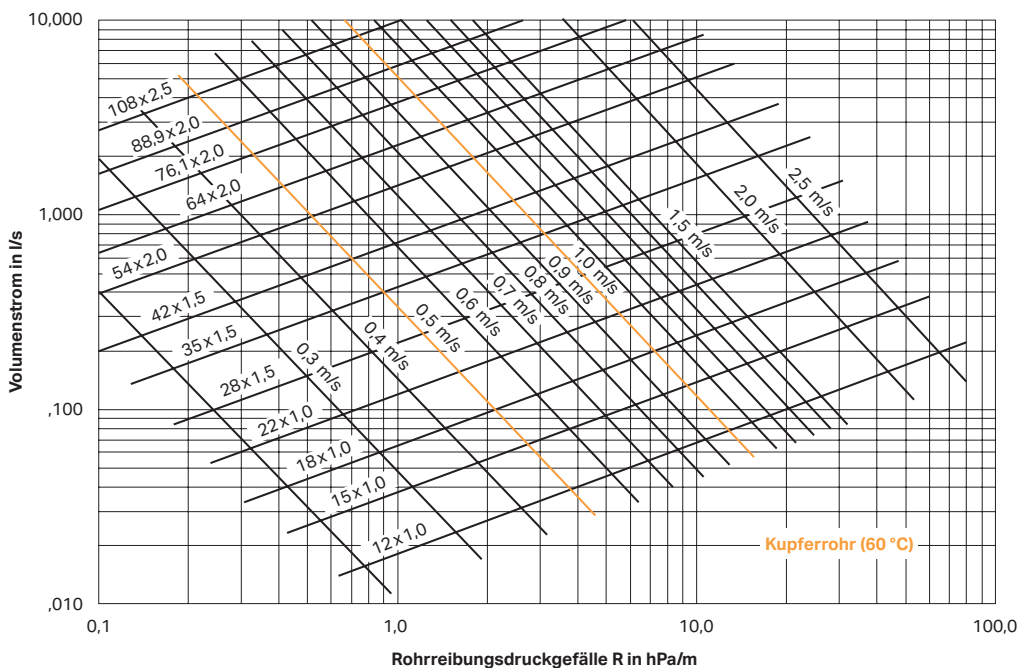 10,000
1,000
,100
,010
Volumenstrom in l/s
108x2,5
88,9x2,0
76,1x2,0
64x2,0
54x2,0
42x1,5
35x1,5
28x1,5
22x1,0
18x1,0
15x1,0
12x1,0
0,3 m/s
0,4 m/s
0,5 m/s
0,6 m/s
0,7 m/s
0,8 m/s
0,9 m/s
1,0 m/s
1,5 m/s
2,0 m/s
2,5 m/s
Kupferrohr (60 °C)
0,1
1,0
10,0
100,0
Rohrreibungsdruckgefälle R in hPa/m